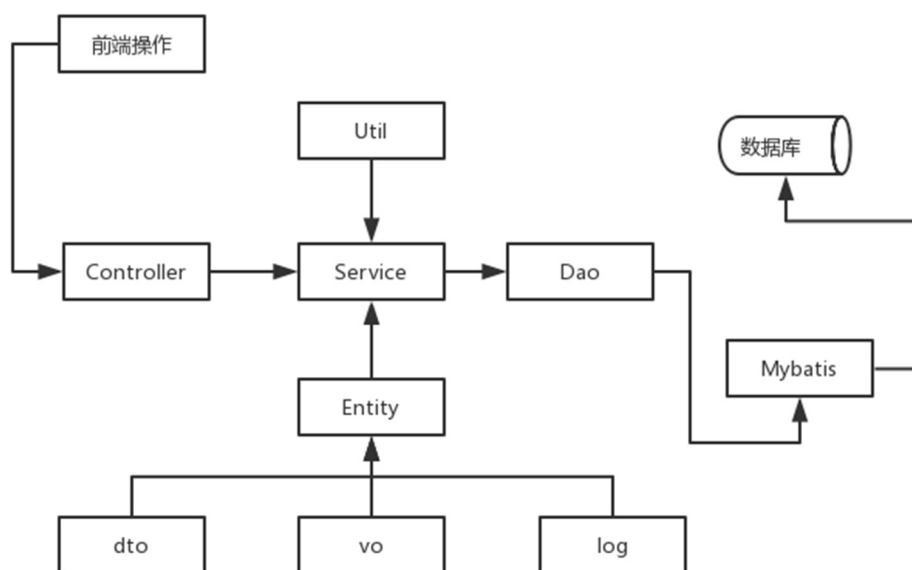 前端操作
Util
数据库
Controller
Service
Dao
Mybatis
Entity
dto
vo
log